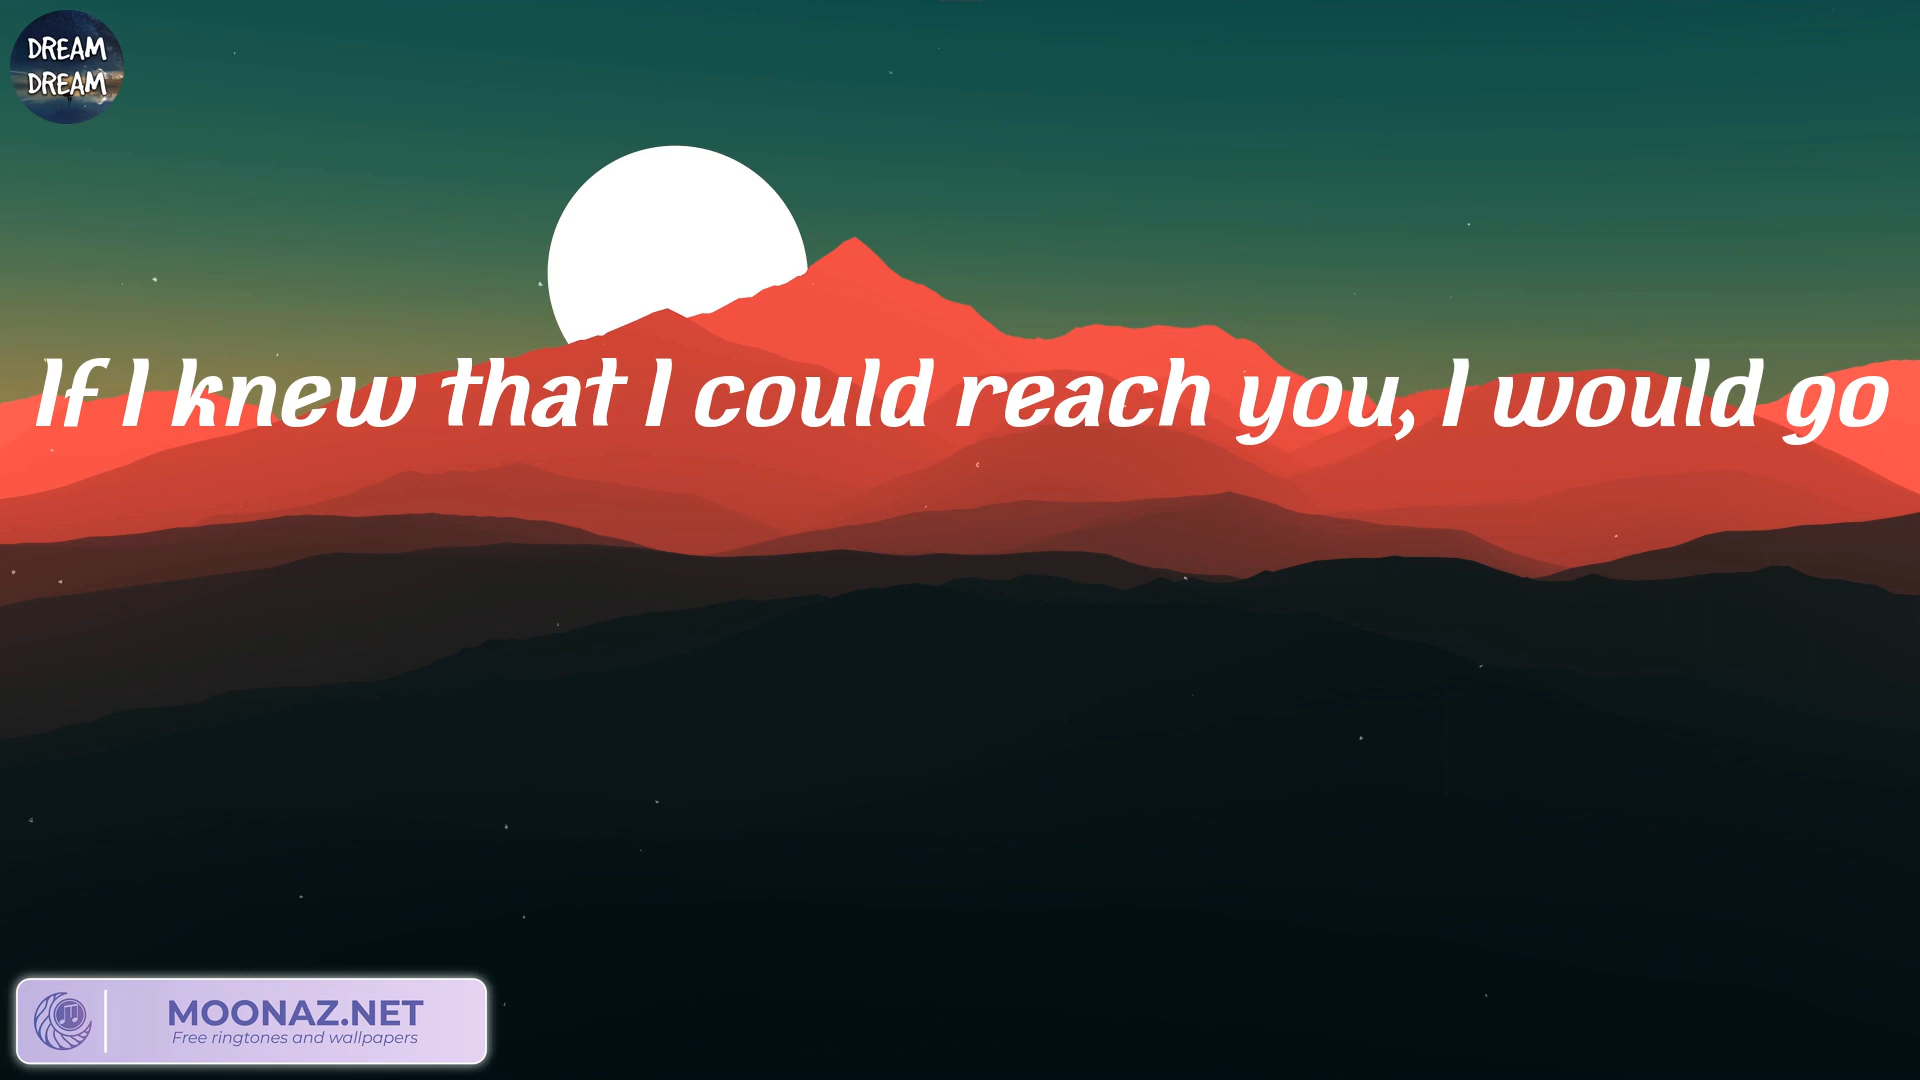 DREAM
DREAM
If I knew that I could reach you, I would go
MOONAZ.NET
Free ringtones and wallpapers